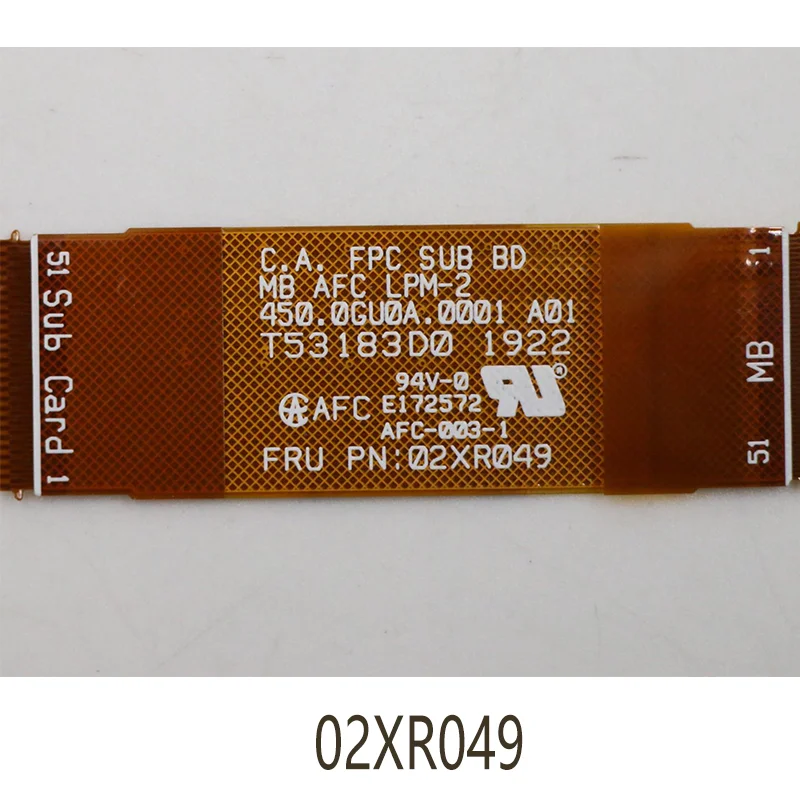 C.A. FPC SUB BD
MB AFC LPM-2
450.0GU0A.0001 A01
T53183D0 1922
94V-0
AFC E172572
AFC-003-1
FRU PN:02XR049
51 Sub Card 1
1
MB
51
02XR049